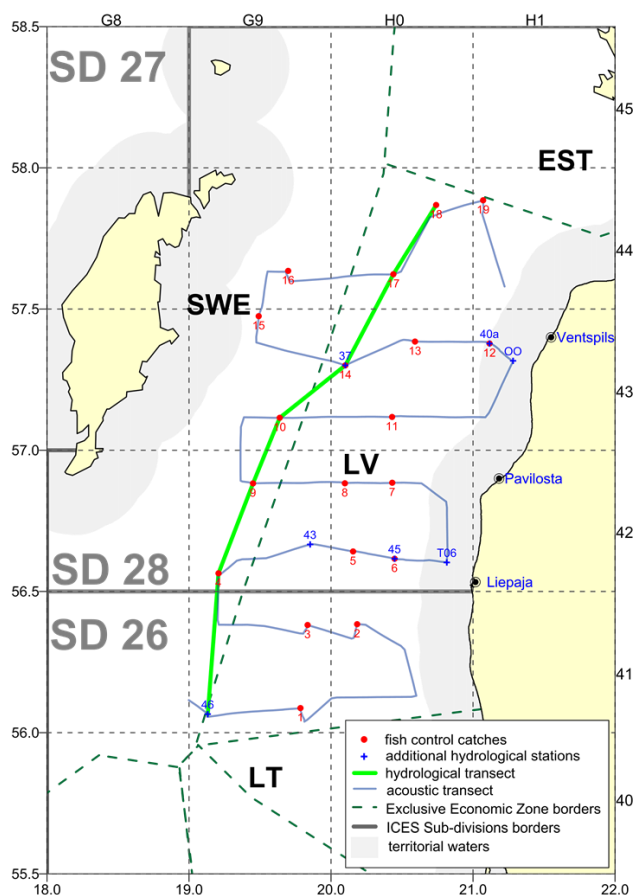 G8 G9 H0 H1
58.5
SD 27
45
EST
58.0
18 19
44
16 17
SWE
57.5
15
37
14
13
40a
12
OO
Ventspils
43
10 11
57.0
LV
9 8 7
Pavilosta
42
43
5
45
6
T06
4
SD 28
Liepaja
56.5
SD 26
3 2
41
46
1
56.0
LT
fish control catches
additional hydrological stations
hydrological transect
acoustic transect
Exclusive Economic Zone borders
ICES Sub-divisions borders
territorial waters
40
55.5
18.0 19.0 20.0 21.0 22.0